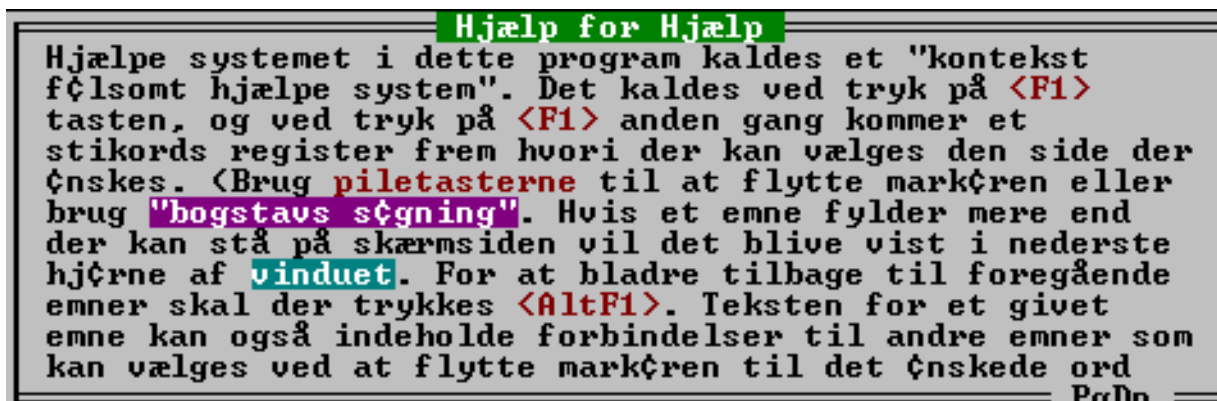 Hjælp for Hjælp
Hjælpe systemet i dette program kaldes et "kontekst
f¢lsomt hjælpe system". Det kaldes ved tryk på <F1>
tasten, og ved tryk på <F1> anden gang kommer et
stikords register frem hvori der kan vælges den side der
¢nskes. (Brug piletasterne til at flytte mark¢ren eller
brug "bogstavs s¢gning". Hvis et emne fylder mere end
der kan stå på skærmsiden vil det blive vist i nederste
hj¢rne af vinduet. For at bladre tilbage til foregående
emner skal der trykkes <AltF1>. Teksten for et givet
emne kan også indeholde forbindelser til andre emner som
kan vælges ved at flytte mark¢ren til det ¢nskede ord
PgDn